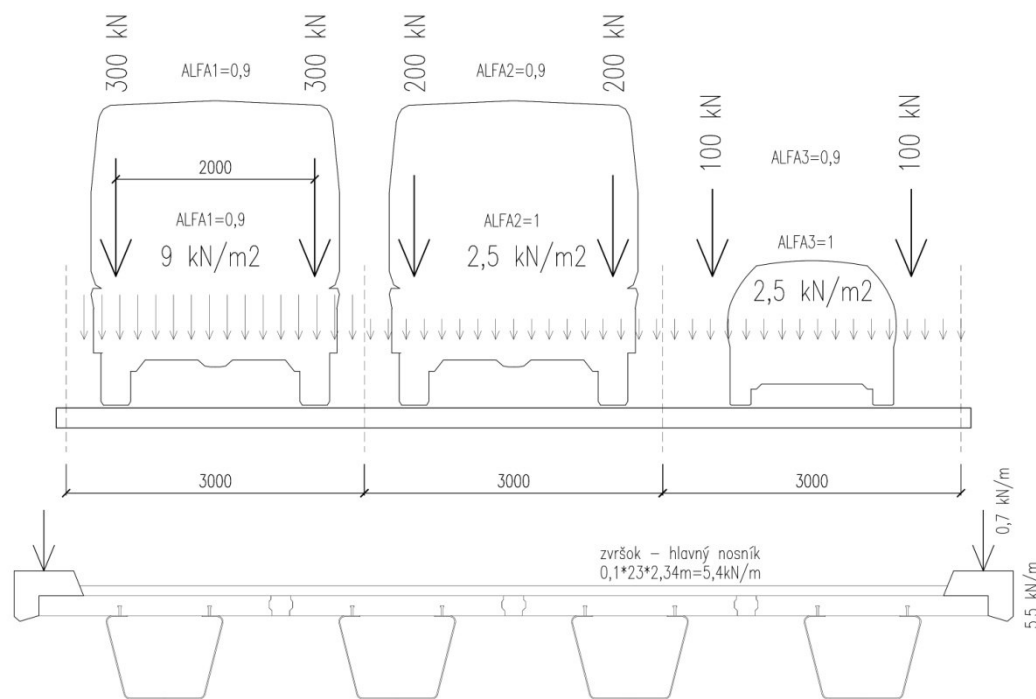 300 kN
ALFA1=0,9
300 kN
200 kN
ALFA2=0,9
200 kN
100 kN
ALFA3=0,9
100 kN
2000
ALFA1=0,9
9 kN/m2
ALFA2=1
2,5 kN/m2
ALFA3=1
2,5 kN/m2
3000
3000
3000
0,7 kN/m
zvršok – hlavný nosník
0,1*23*2,34m=5,4kN/m
5,5 kN/m